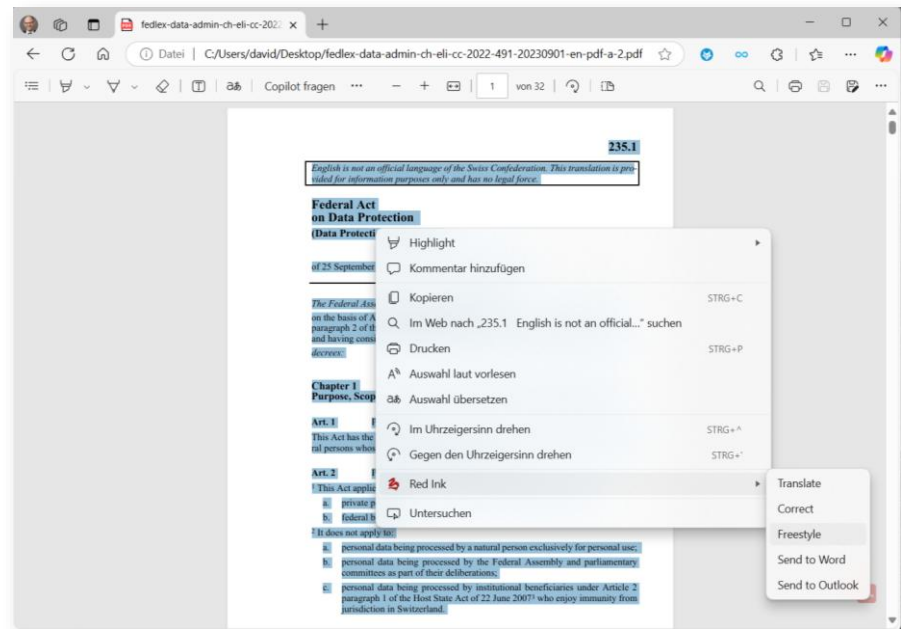 fedlex-data-admin-ch-eli-cc-2022
Datei | C:/Users/david/Desktop/fedlex-data-admin-ch-eli-cc-2022-491-20230901-en-pdf-a-2.pdf
Copilot fragen 1 von 32
235.1
English is not an official language of the Swiss Confederation. This translation is pro-
vided for information purposes only and has no legal force.
Federal Act
on Data Protection
(Data Protecti
of 25 September
The Federal Ass
on the basis of A
paragraph 2 of th
and having consi
decrees:
Chapter 1
Purpose, Scop
Art. 1
This Act has the
ral persons whos
Art. 2
1 This Act applie
a. private p
b. federal b
2 It does not apply to:
a. personal data being processed by a natural person exclusively for personal use;
b. personal data being processed by the Federal Assembly and parliamentary
committees as part of their deliberations;
c. personal data being processed by institutional beneficiaries under Article 2
paragraph 1 of the Host State Act of 22 June 2007³ who enjoy immunity from
jurisdiction in Switzerland.
Highlight
Kommentar hinzufügen
Kopieren STRG+C
Im Web nach „235.1 English is not an official...“ suchen
Drucken STRG+P
Auswahl laut vorlesen
Auswahl übersetzen
Im Uhrzeigersinn drehen STRG+^
Gegen den Uhrzeigersinn drehen STRG+'
Red Ink
Untersuchen
Translate
Correct
Freestyle
Send to Word
Send to Outlook